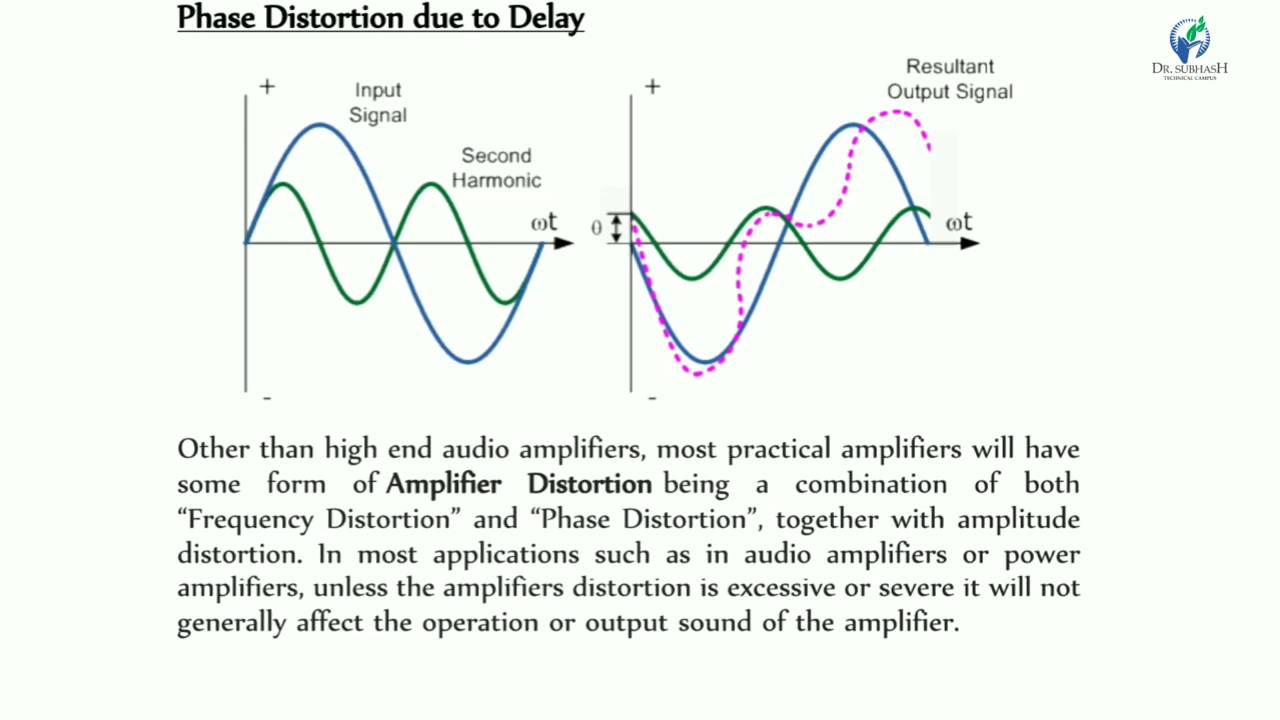 Phase Distortion due to Delay
DR. SUBHASH
TECHNICAL CAMPUS
+
Input
Signal
Second
Harmonic
ωt
-
+
Resultant
Output Signal
θ
ωt
-
Other than high end audio amplifiers, most practical amplifiers will have
some form of Amplifier Distortion being a combination of both
“Frequency Distortion” and “Phase Distortion”, together with amplitude
distortion. In most applications such as in audio amplifiers or power
amplifiers, unless the amplifiers distortion is excessive or severe it will not
generally affect the operation or output sound of the amplifier.